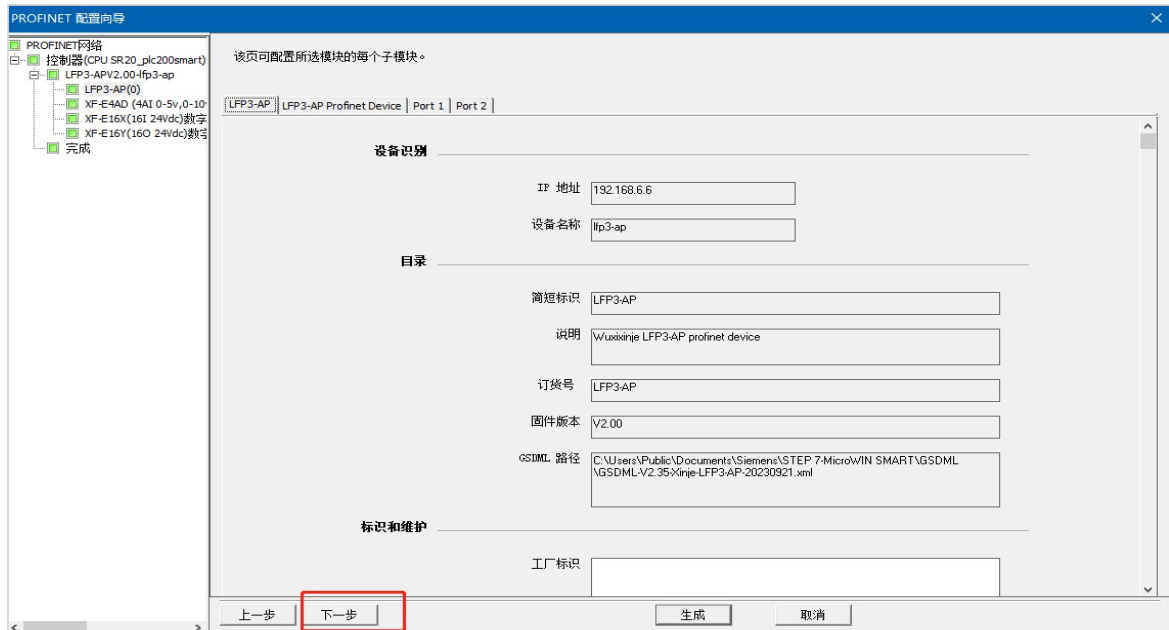 PROFINET 配置向导
PROFINET网络
控制器(CPU SR20_plc200smart)
LFP3-APV2.00-lfp3-ap
LFP3-AP(0)
XF-E4AD (4AI 0-5v,0-10
XF-E16X(16I 24Vdc)数字
XF-E16Y(16O 24Vdc)数字
完成
该页可配置所选模块的每个子模块。
LFP3-AP LFP3-AP Profinet Device Port 1 Port 2
设备识别
IP 地址 192.168.6.6
设备名称 lfp3-ap
目录
简短标识 LFP3-AP
说明 Wuxixinje LFP3-AP profinet device
订货号 LFP3-AP
固件版本 V2.00
GSDML 路径 C:\Users\Public\Documents\Siemens\STEP 7-MicroWIN SMART\GSDML
\GSDML-V2.35-Xinje-LFP3-AP-20230921.xml
标识和维护
工厂标识
上一步 下一步 生成 取消